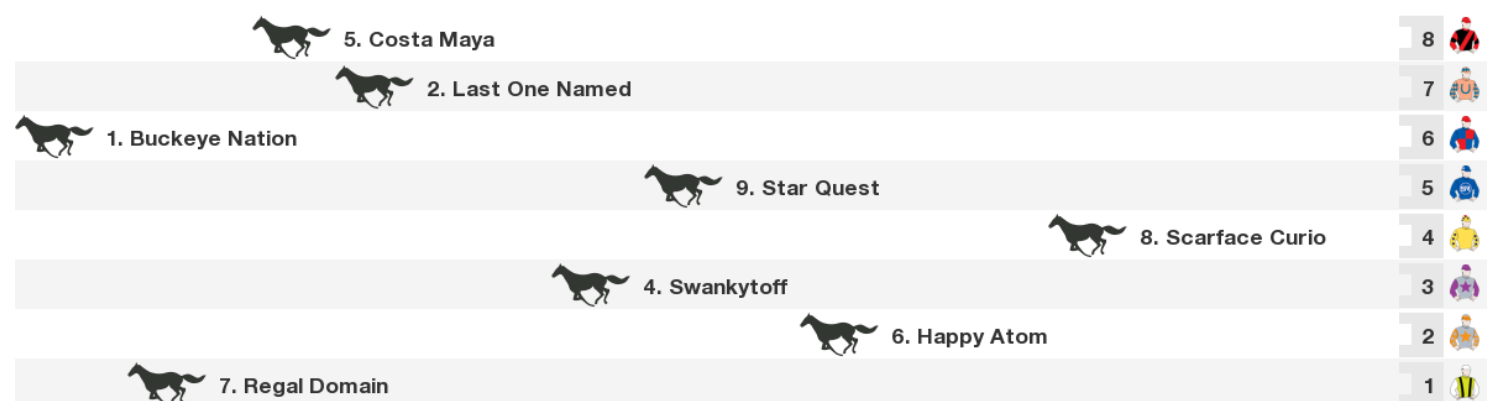 5. Costa Maya 8
2. Last One Named 7
1. Buckeye Nation 6
9. Star Quest 5
8. Scarface Curio 4
4. Swankytoff 3
6. Happy Atom 2
7. Regal Domain 1